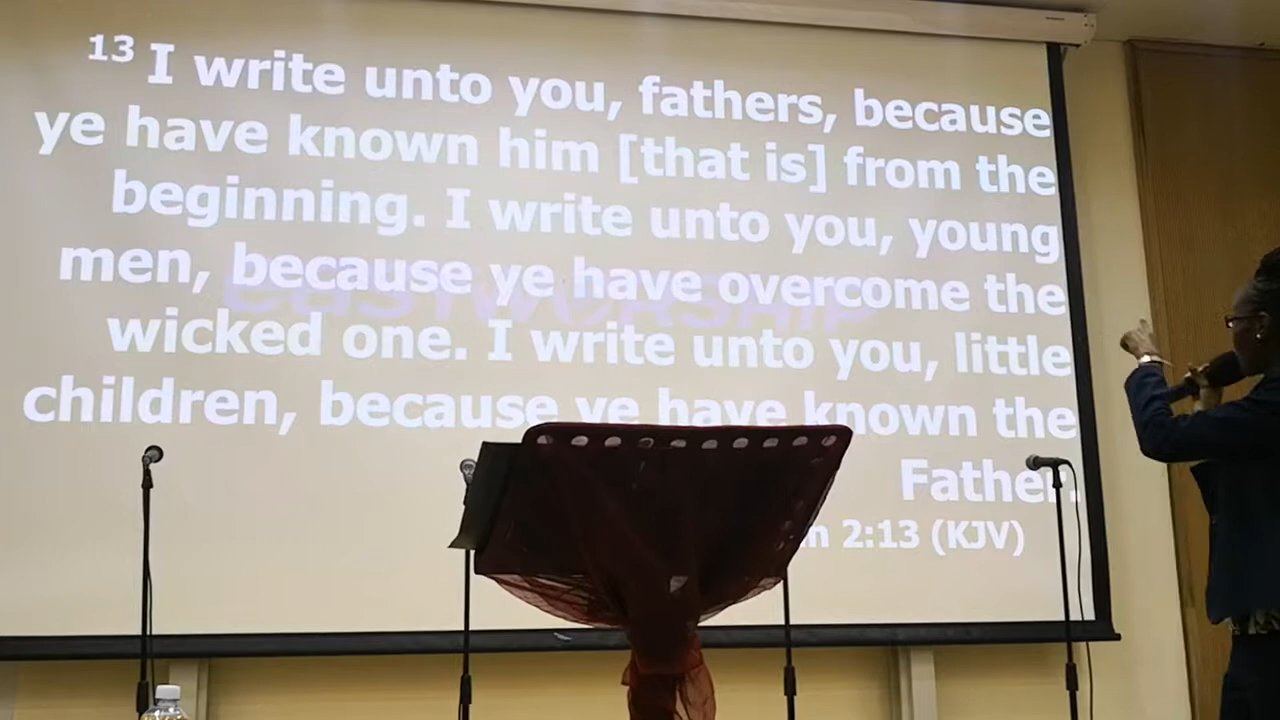 13 I write unto you, fathers, because
ye have known him [that is] from the
beginning. I write unto you, young
men, because ye have overcome the
wicked one. I write unto you, little
children, because ye have known the
Father.
2:13 (KJV)